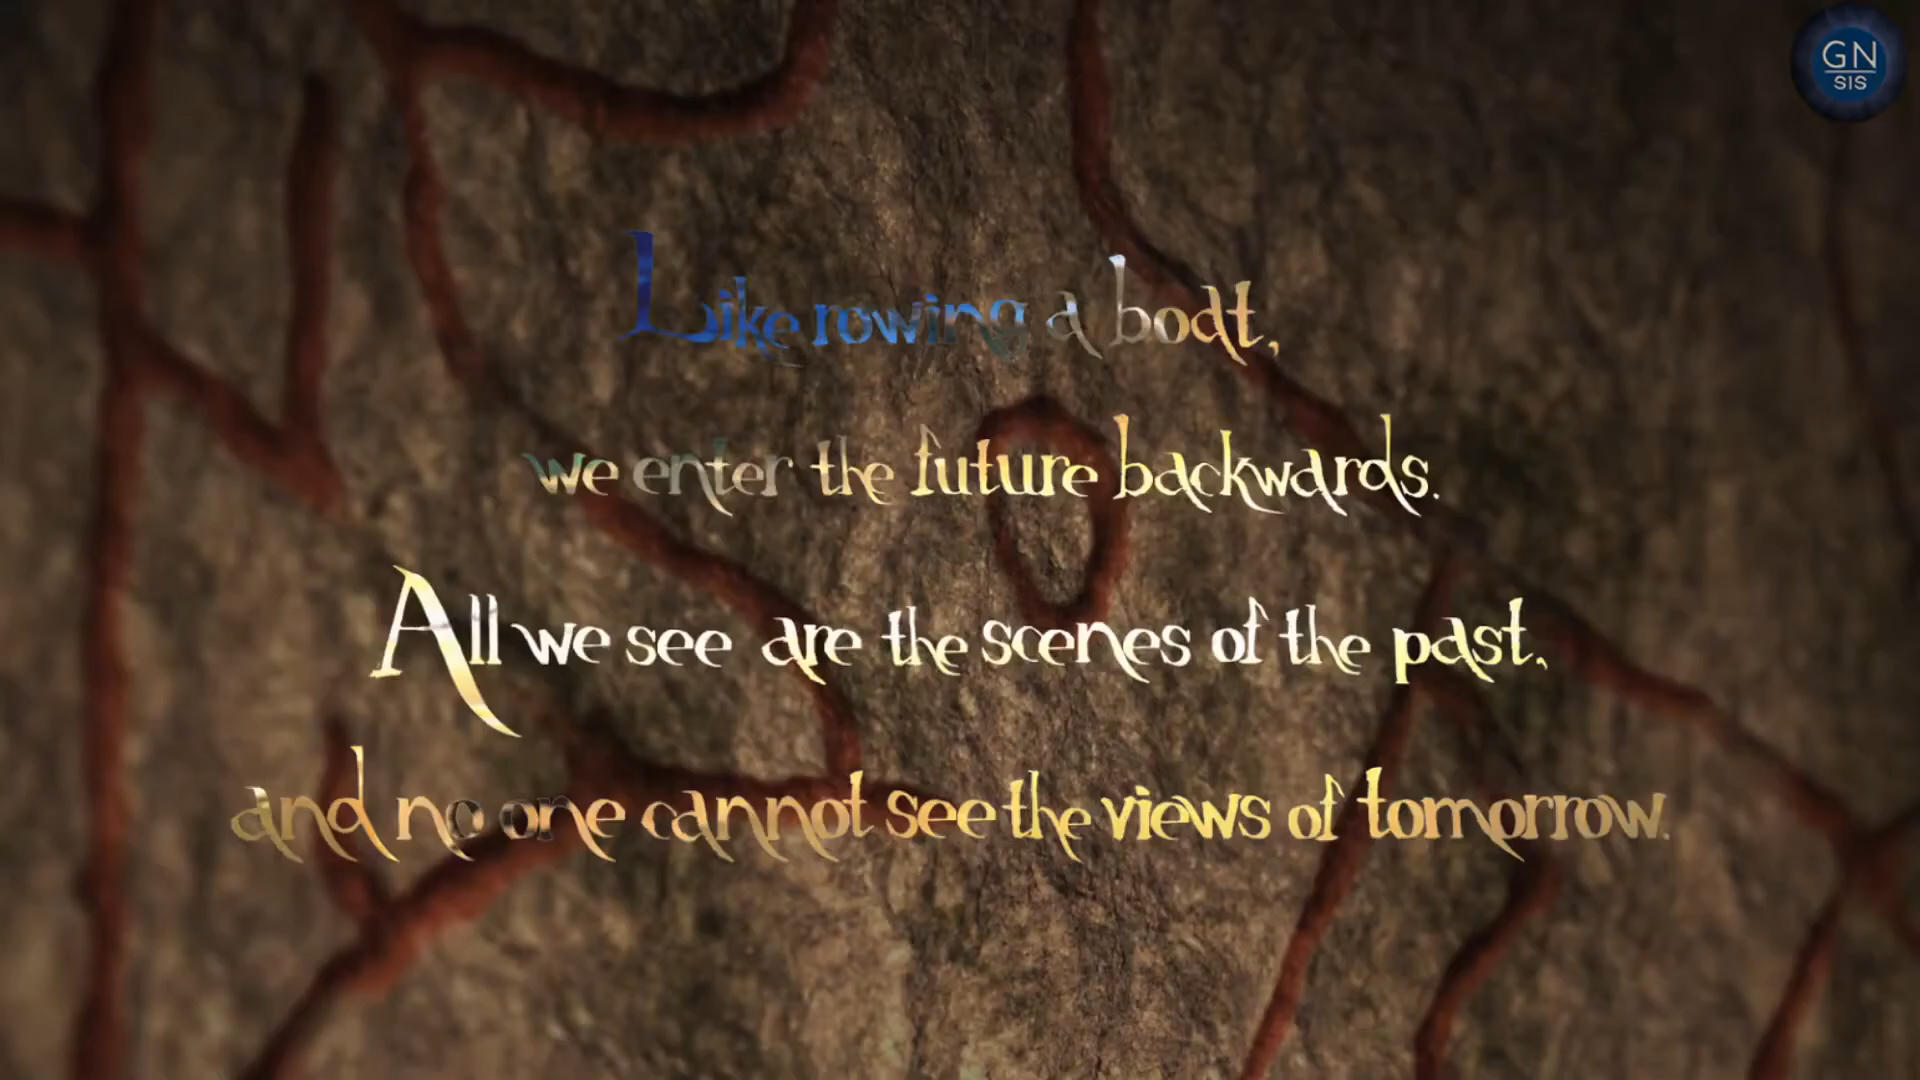 GN
SIS
Like rowing a boat,
we enter the future backwards.
All we see are the scenes of the past.
and no one cannot see the views of tomorrow.